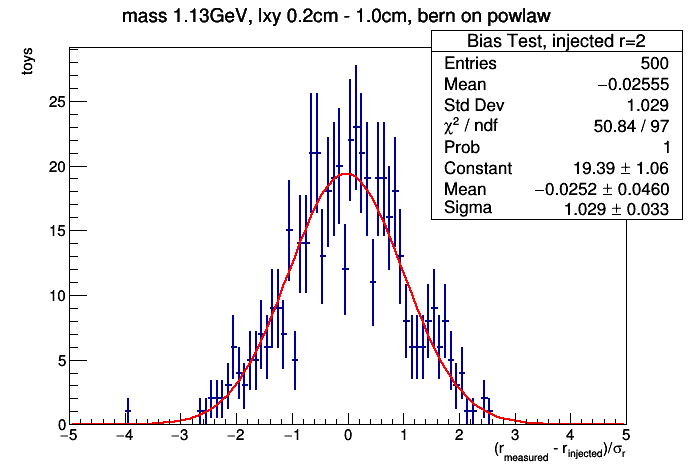 mass 1.13GeV, lxy 0.2cm - 1.0cm, bern on powlaw
toys
Bias Test, injected r=2
Entries 500
Mean −0.02555
Std Dev 1.029
χ² / ndf 50.84 / 97
Prob 1
Constant 19.39 ± 1.06
Mean −0.0252 ± 0.0460
Sigma 1.029 ± 0.033
25
20
15
10
5
0
−5 −4 −3 −2 −1 0 1 2 3 4 5
(r_measured - r_injected)/σ_r